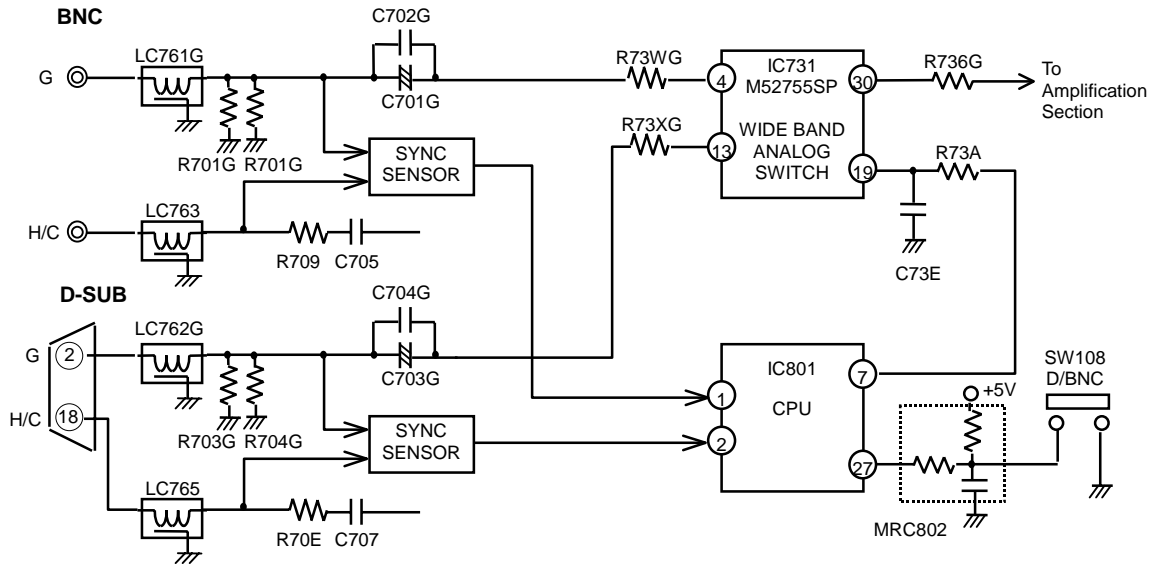 BNC
C702G
LC761G
G
C701G
R701G R701G
SYNC
SENSOR
R73WG
R73XG
4
13
IC731
M52755SP
WIDE BAND
ANALOG
SWITCH
30
19
R736G
To
Amplification
Section
R73A
C73E
LC763
H/C
R709 C705
D-SUB
C704G
LC762G
G
2
C703G
R703G R704G
H/C
18
SYNC
SENSOR
LC765
R70E C707
1
2
IC801
CPU
7
27
+5V
SW108
D/BNC
MRC802